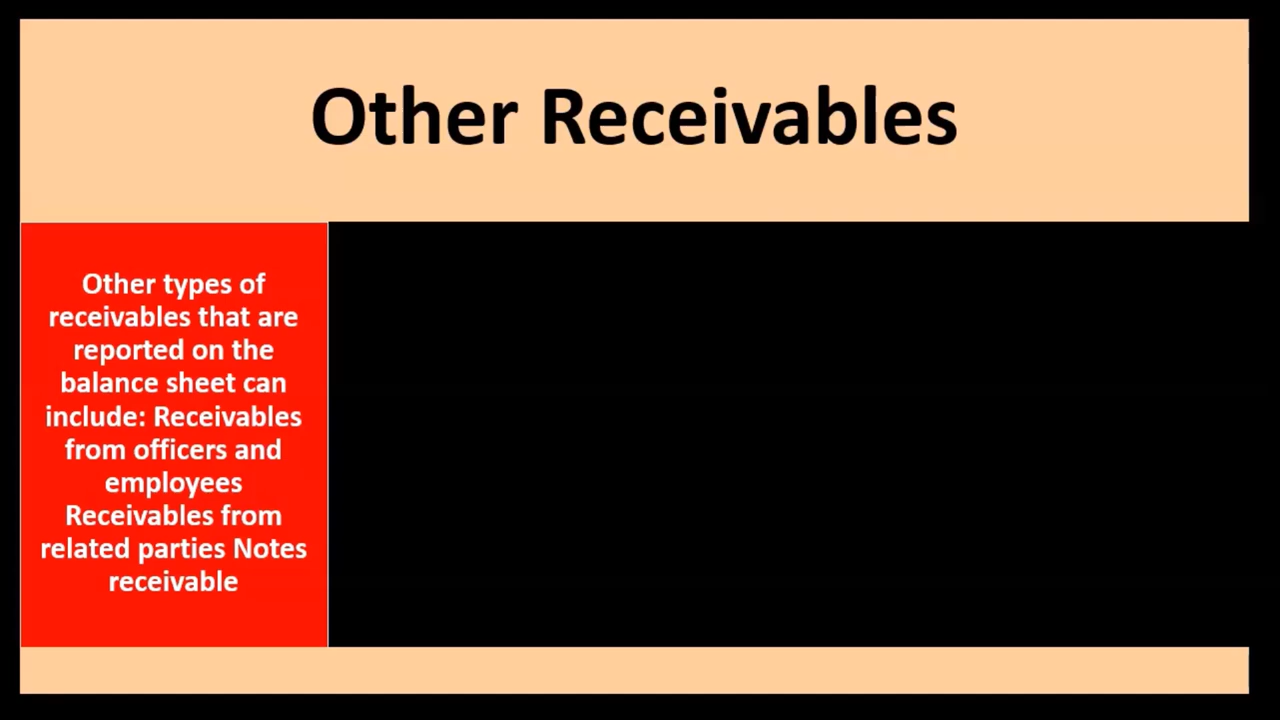 Other Receivables
Other types of
receivables that are
reported on the
balance sheet can
include: Receivables
from officers and
employees
Receivables from
related parties Notes
receivable